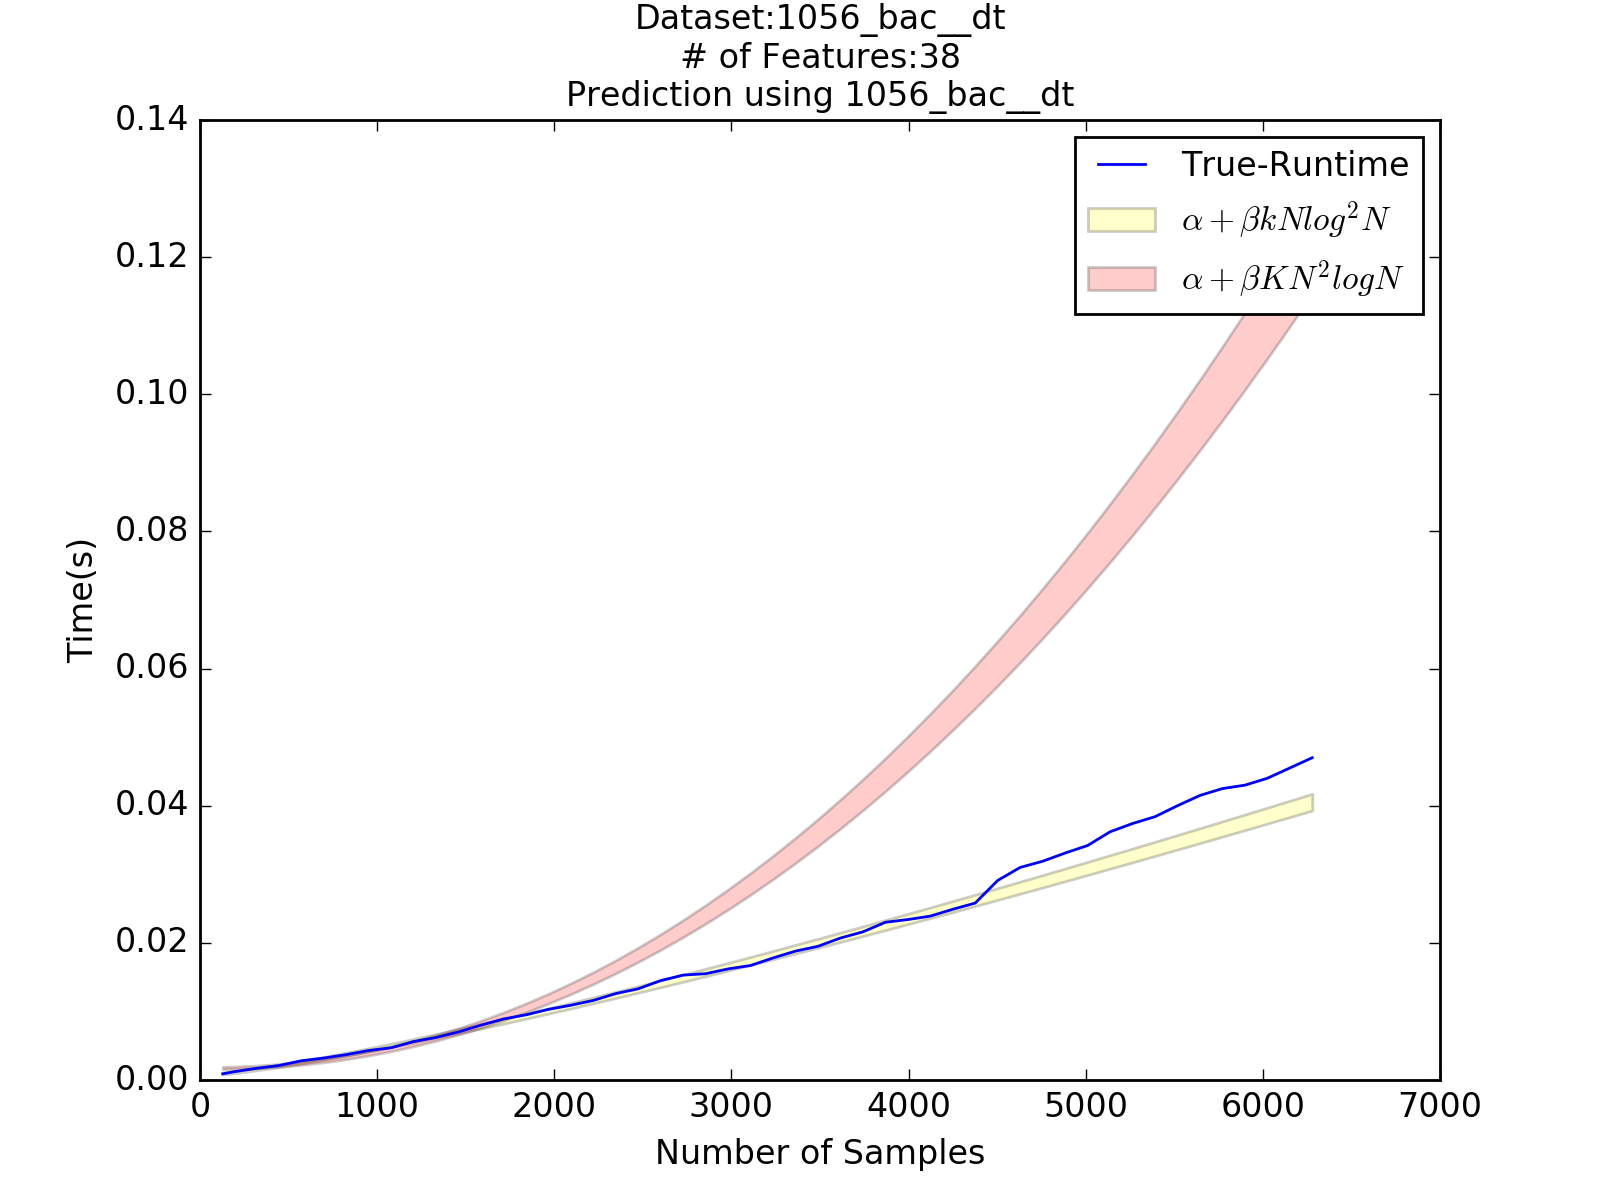 Dataset:1056_bac__dt
# of Features:38
Prediction using 1056_bac__dt
0.14
0.12
0.10
0.08
0.06
0.04
0.02
0.00
Time(s)
True-Runtime
α + βkNlog²N
α + βKN²logN
0 1000 2000 3000 4000 5000 6000 7000
Number of Samples